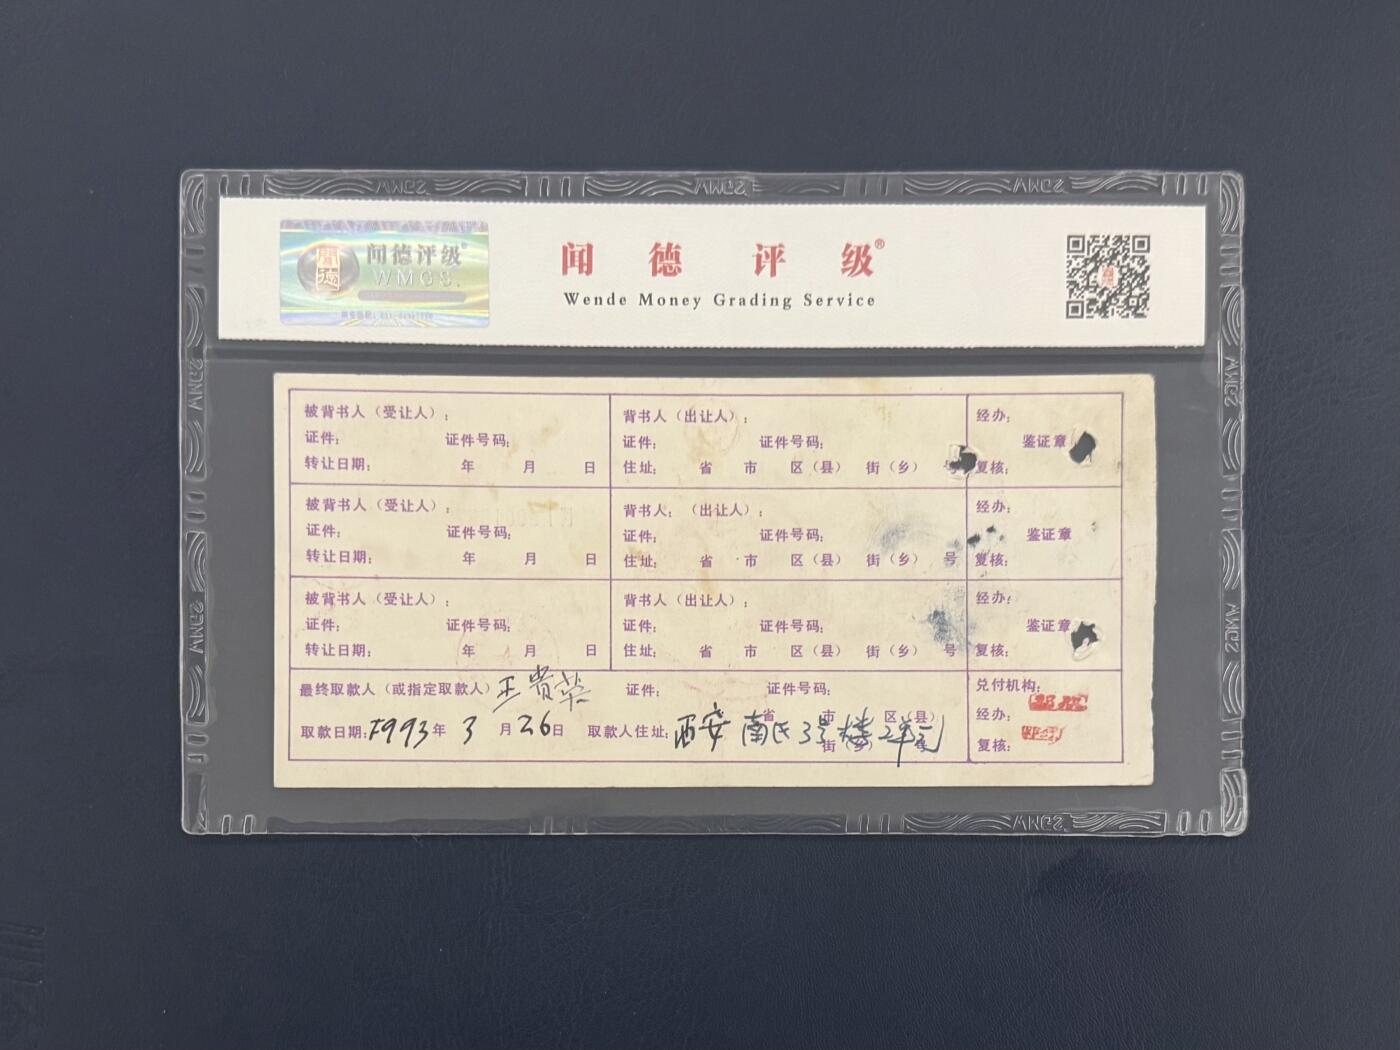 闻德评级®
WMGS.
闻德评级®
Wende Money Grading Service
被背书人（受让人）：
证件：
证件号码：
转让日期：
年 月 日
背书人（出让人）：
证件：
证件号码：
住址： 省 市 区（县） 街（乡） 号
经办：
鉴证章
复核：
被背书人（受让人）：
证件：
证件号码：
转让日期：
年 月 日
背书人：（出让人）：
证件：
证件号码：
住址： 省 市 区（县） 街（乡） 号
经办：
鉴证章
复核：
被背书人（受让人）：
证件：
证件号码：
转让日期：
年 月 日
背书人（出让人）：
证件：
证件号码：
住址： 省 市 区（县） 街（乡） 号
经办：
鉴证章
复核：
最终取款人（或指定取款人）王贵荣
证件：
证件号码：
取款日期：1993年 3 月 26日
取款人住址：西安 省 市 区（县）
3号楼2单元
兑付机构：
经办：
复核：
WMGS